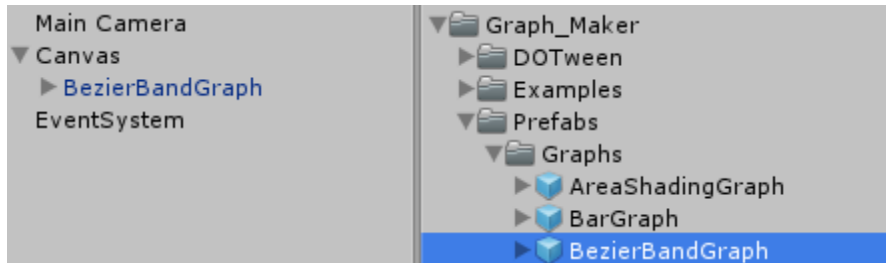 Main Camera
Canvas
BezierBandGraph
EventSystem
Graph_Maker
DOTween
Examples
Prefabs
Graphs
AreaShadingGraph
BarGraph
BezierBandGraph